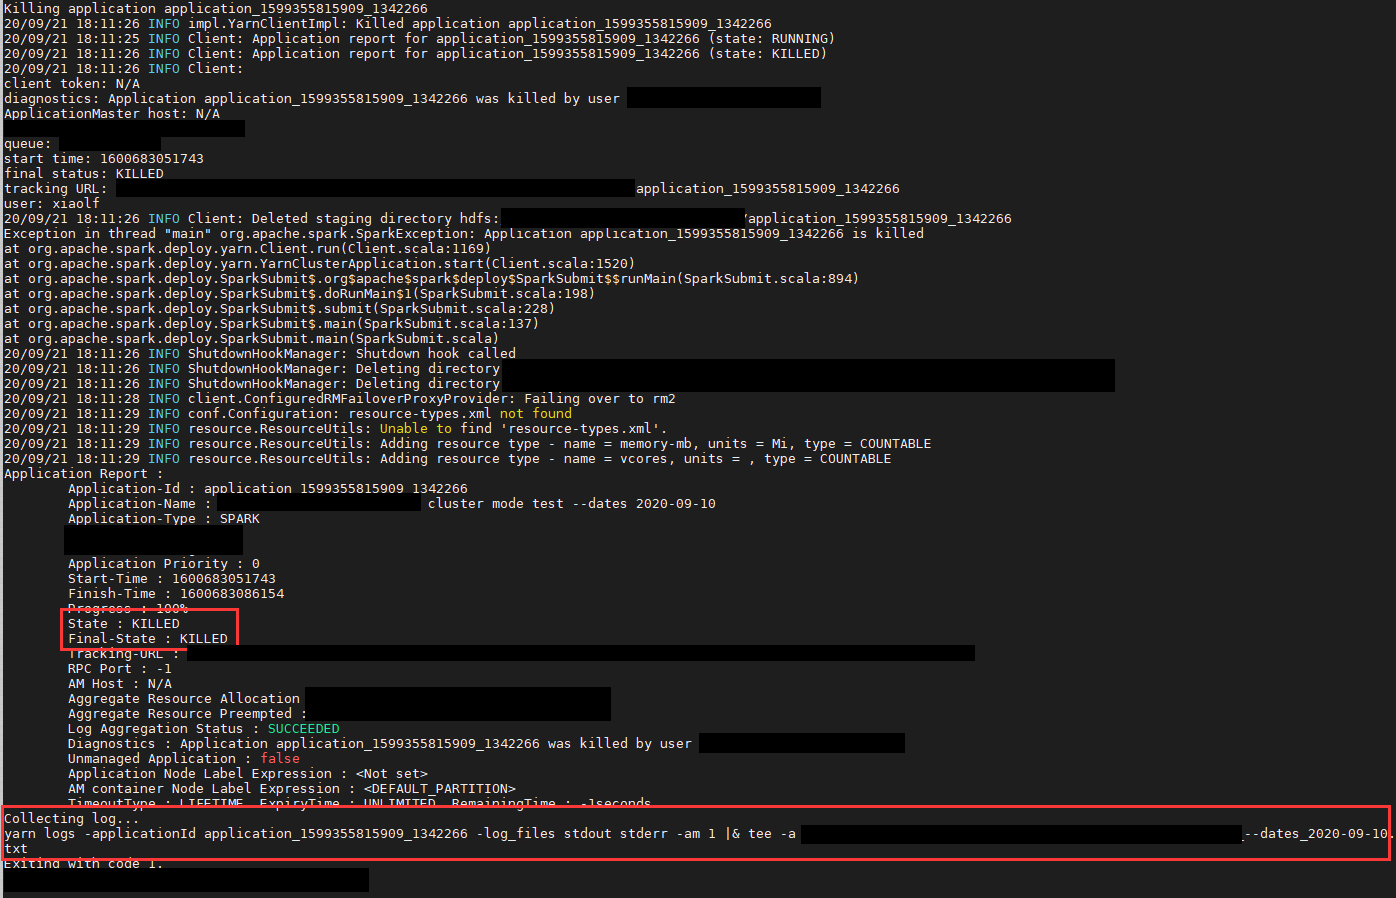 Killing application application_1599355815909_1342266
20/09/21 18:11:26 INFO impl.YarnClientImpl: Killed application application_1599355815909_1342266
20/09/21 18:11:25 INFO Client: Application report for application_1599355815909_1342266 (state: RUNNING)
20/09/21 18:11:26 INFO Client: Application report for application_1599355815909_1342266 (state: KILLED)
20/09/21 18:11:26 INFO Client:
client token: N/A
diagnostics: Application application_1599355815909_1342266 was killed by user
ApplicationMaster host: N/A
queue:
start time: 1600683051743
final status: KILLED
tracking URL: application_1599355815909_1342266
user: xiaolf
20/09/21 18:11:26 INFO Client: Deleted staging directory hdfs: /application_1599355815909_1342266
Exception in thread "main" org.apache.spark.SparkException: Application application_1599355815909_1342266 is killed
at org.apache.spark.deploy.yarn.Client.run(Client.scala:1169)
at org.apache.spark.deploy.yarn.YarnClusterApplication.start(Client.scala:1520)
at org.apache.spark.deploy.SparkSubmit$.org$apache$spark$deploy$SparkSubmit$$runMain(SparkSubmit.scala:894)
at org.apache.spark.deploy.SparkSubmit$.doRunMain$1(SparkSubmit.scala:198)
at org.apache.spark.deploy.SparkSubmit$.submit(SparkSubmit.scala:228)
at org.apache.spark.deploy.SparkSubmit$.main(SparkSubmit.scala:137)
at org.apache.spark.deploy.SparkSubmit.main(SparkSubmit.scala)
20/09/21 18:11:26 INFO ShutdownHookManager: Shutdown hook called
20/09/21 18:11:26 INFO ShutdownHookManager: Deleting directory
20/09/21 18:11:26 INFO ShutdownHookManager: Deleting directory
20/09/21 18:11:28 INFO client.ConfiguredRMFailoverProxyProvider: Failing over to rm2
20/09/21 18:11:29 INFO conf.Configuration: resource-types.xml not found
20/09/21 18:11:29 INFO resource.ResourceUtils: Unable to find 'resource-types.xml'.
20/09/21 18:11:29 INFO resource.ResourceUtils: Adding resource type - name = memory-mb, units = Mi, type = COUNTABLE
20/09/21 18:11:29 INFO resource.ResourceUtils: Adding resource type - name = vcores, units = , type = COUNTABLE
Application Report :
Application-Id : application_1599355815909_1342266
Application-Name : cluster mode test --dates 2020-09-10
Application-Type : SPARK
Application Priority : 0
Start-Time : 1600683051743
Finish-Time : 1600683086154
Progress : 100%
State : KILLED
Final-State : KILLED
Tracking-URL :
RPC Port : -1
AM Host : N/A
Aggregate Resource Allocation
Aggregate Resource Preempted :
Log Aggregation Status : SUCCEEDED
Diagnostics : Application application_1599355815909_1342266 was killed by user
Unmanaged Application : false
Application Node Label Expression : <Not set>
AM container Node Label Expression : <DEFAULT_PARTITION>
TimeoutType : LIFETIME ExpiryTime : UNLIMITED RemainingTime : -1seconds
Collecting log...
yarn logs -applicationId application_1599355815909_1342266 -log_files stdout stderr -am 1 |& tee -a _--dates_2020-09-10.
txt
Exiting with code 1.